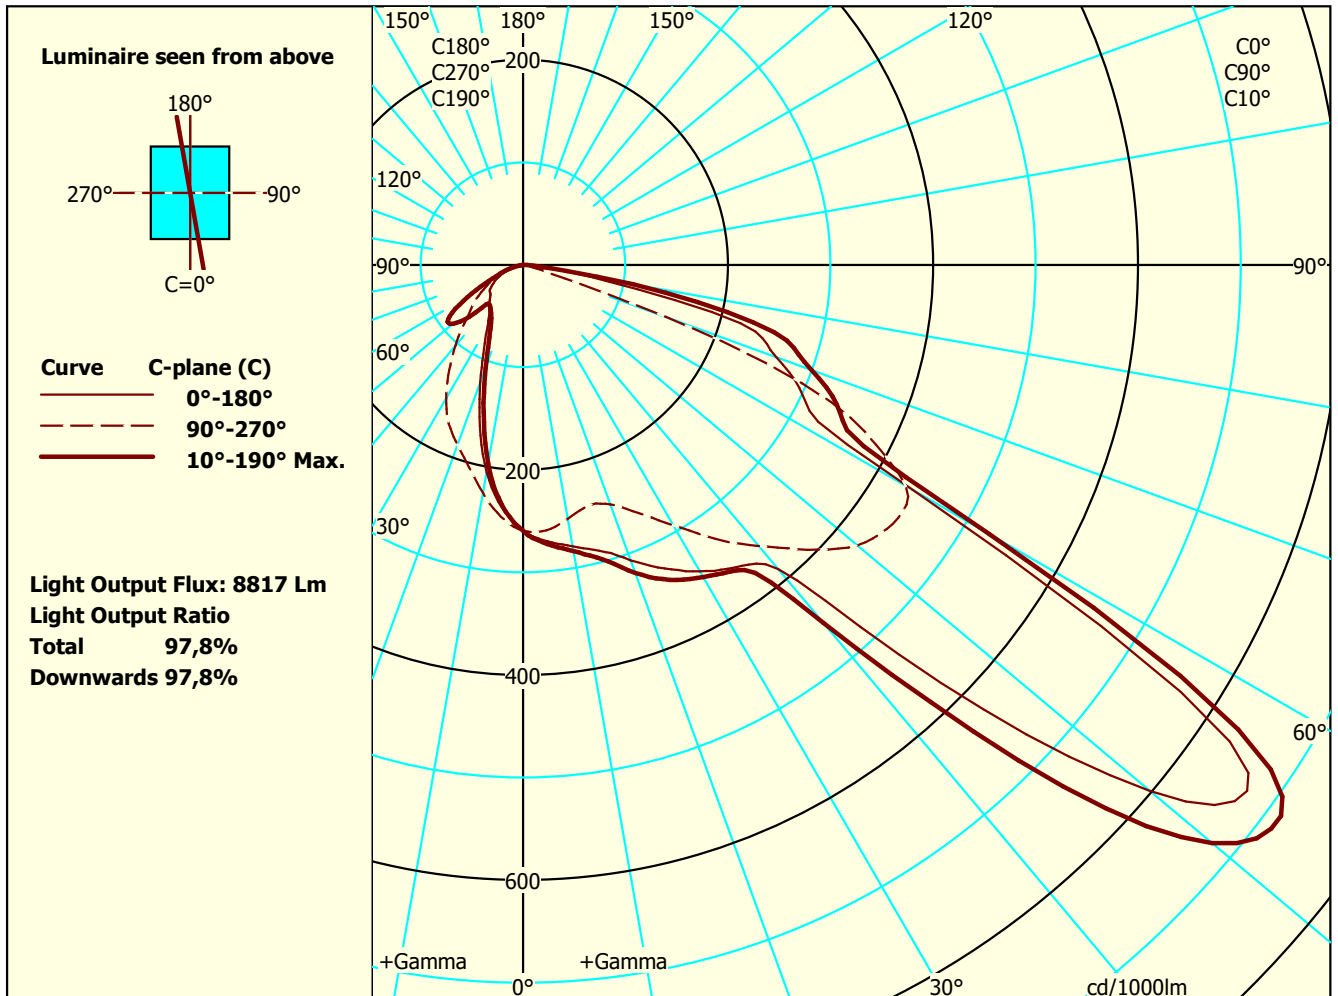 Luminaire seen from above
180°
270°
90°
C=0°
Curve C-plane (C)
0°-180°
90°-270°
10°-190° Max.
Light Output Flux: 8817 Lm
Light Output Ratio
Total 97,8%
Downwards 97,8%
150° 180° 150° 120°
C180°
C270°
C190°
C0°
C90°
C10°
200
120°
90° 90°
60°
200
30°
400
60°
600
+Gamma +Gamma
0° 30° cd/1000lm